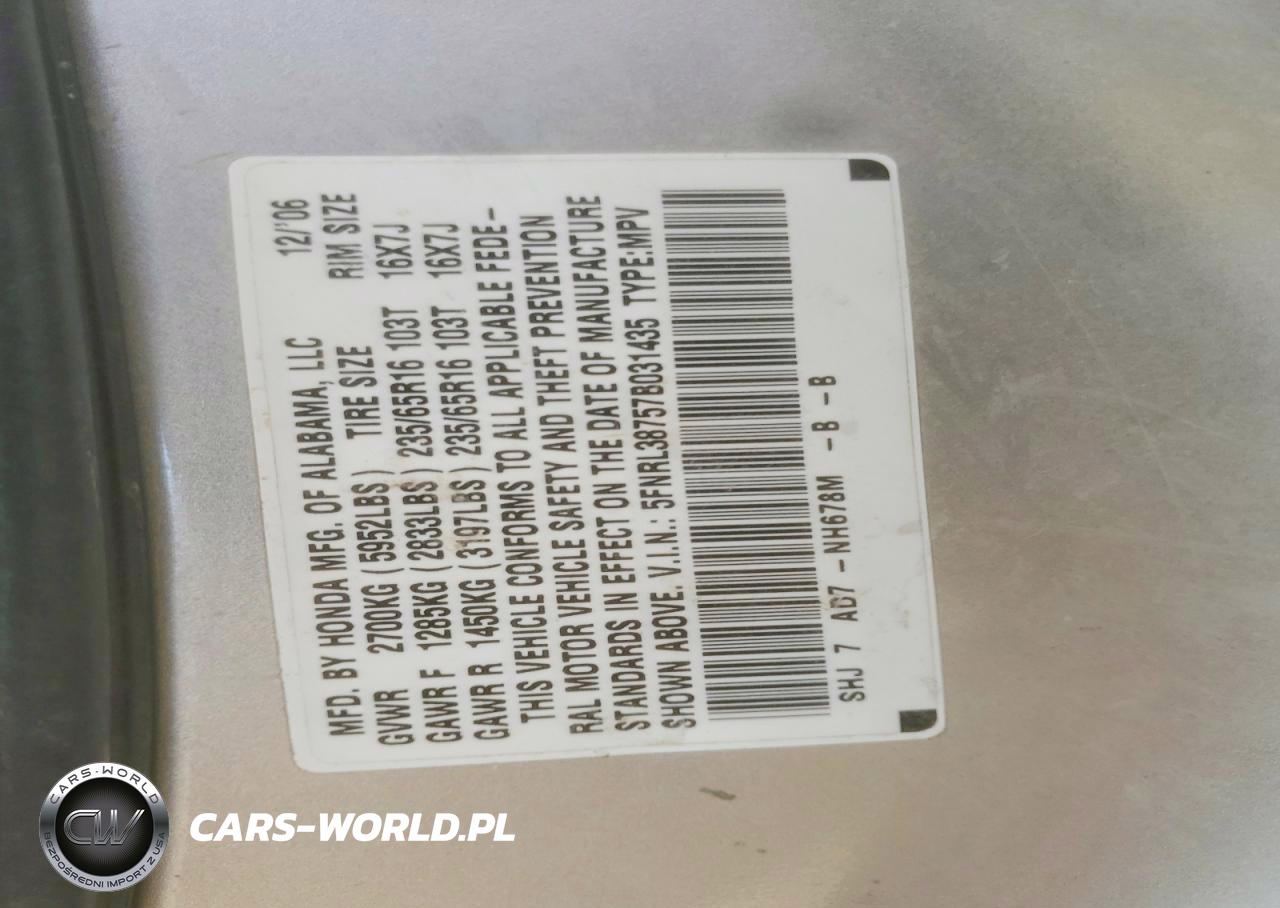 MFD. BY HONDA MFG. OF ALABAMA, LLC 12/'06
GVWR 2700KG (5952LBS) TIRE SIZE RIM SIZE
GAWR F 1285KG (2833LBS) 235/65R16 103T 16X7J
GAWR R 1450KG (3197LBS) 235/65R16 103T 16X7J
THIS VEHICLE CONFORMS TO ALL APPLICABLE FEDE-
RAL MOTOR VEHICLE SAFETY AND THEFT PREVENTION
STANDARDS IN EFFECT ON THE DATE OF MANUFACTURE
SHOWN ABOVE. V.I.N.: 5FNRL38757B031435 TYPE:MPV
SHJ 7 AB7 -NH678M -B -B
CARS-WORLD
CW
BEZPOŚREDNI IMPORT Z USA
CARS-WORLD.PL